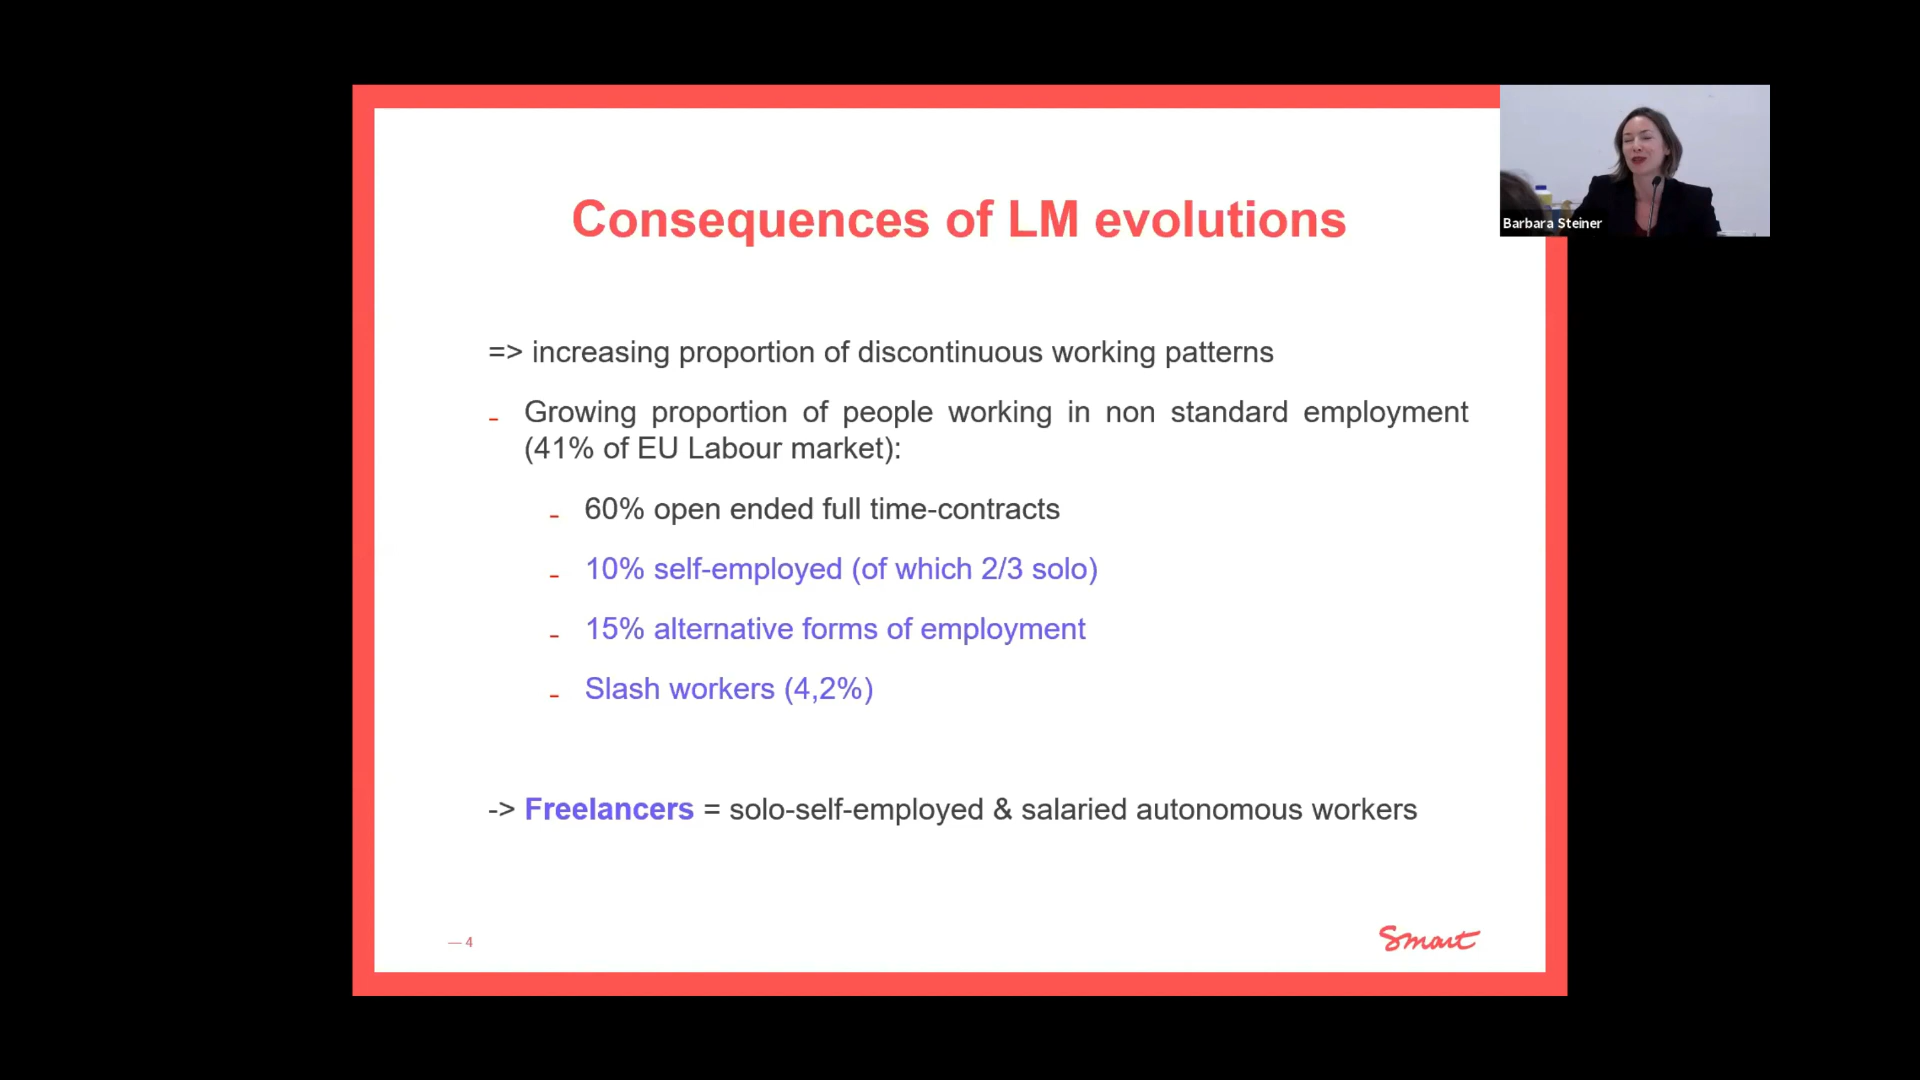 Consequences of LM evolutions
Barbara Steiner
=> increasing proportion of discontinuous working patterns
- Growing proportion of people working in non standard employment
(41% of EU Labour market):
- 60% open ended full time-contracts
- 10% self-employed (of which 2/3 solo)
- 15% alternative forms of employment
- Slash workers (4,2%)
-> Freelancers = solo-self-employed & salaried autonomous workers
— 4
Smart